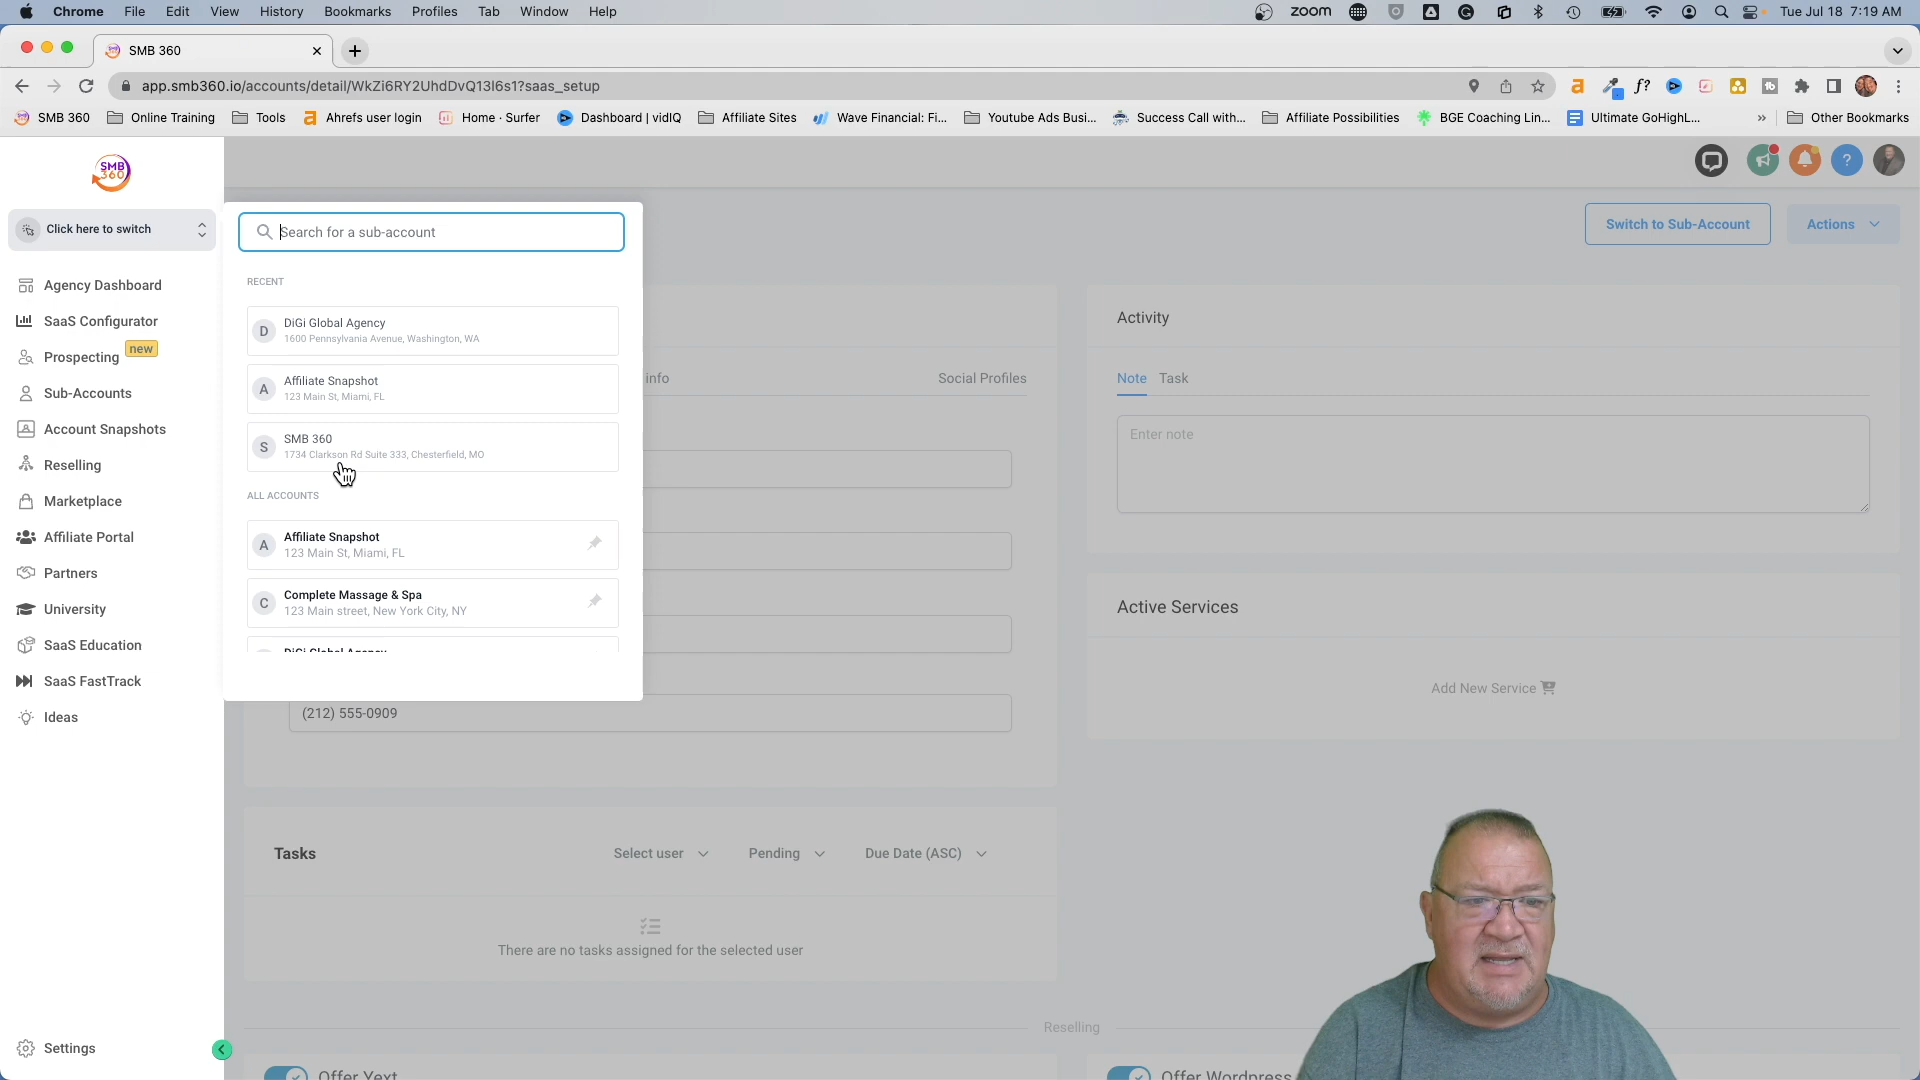 Chrome File Edit View History Bookmarks Profiles Tab Window Help
zoom
Tue Jul 18 7:19 AM
SMB 360
app.smb360.io/accounts/detail/WkZi6RY2UhdDvQ13l6s1?saas_setup
f?
SMB 360 Online Training Tools Ahrefs user login Home · Surfer Dashboard | vidIQ Affiliate Sites Wave Financial: Fi... Youtube Ads Busi... Success Call with... Affiliate Possibilities BGE Coaching Lin... Ultimate GoHighL... » Other Bookmarks
SMB
360
Click here to switch
Agency Dashboard
SaaS Configurator
Prospecting new
Sub-Accounts
Account Snapshots
Reselling
Marketplace
Affiliate Portal
Partners
University
SaaS Education
SaaS FastTrack
Ideas
Settings
Search for a sub-account
RECENT
D
DiGi Global Agency
1600 Pennsylvania Avenue, Washington, WA
A
Affiliate Snapshot
123 Main St, Miami, FL
S
SMB 360
1734 Clarkson Rd Suite 333, Chesterfield, MO
ALL ACCOUNTS
A
Affiliate Snapshot
123 Main St, Miami, FL
C
Complete Massage & Spa
123 Main street, New York City, NY
DiGi Global Agency
?
Switch to Sub-Account
Actions
info
Social Profiles
(212) 555-0909
Activity
Note Task
Enter note
Active Services
Add New Service
Tasks
Select user
Pending
Due Date (ASC)
There are no tasks assigned for the selected user
Reselling
Offer Yext
Offer Wordpress